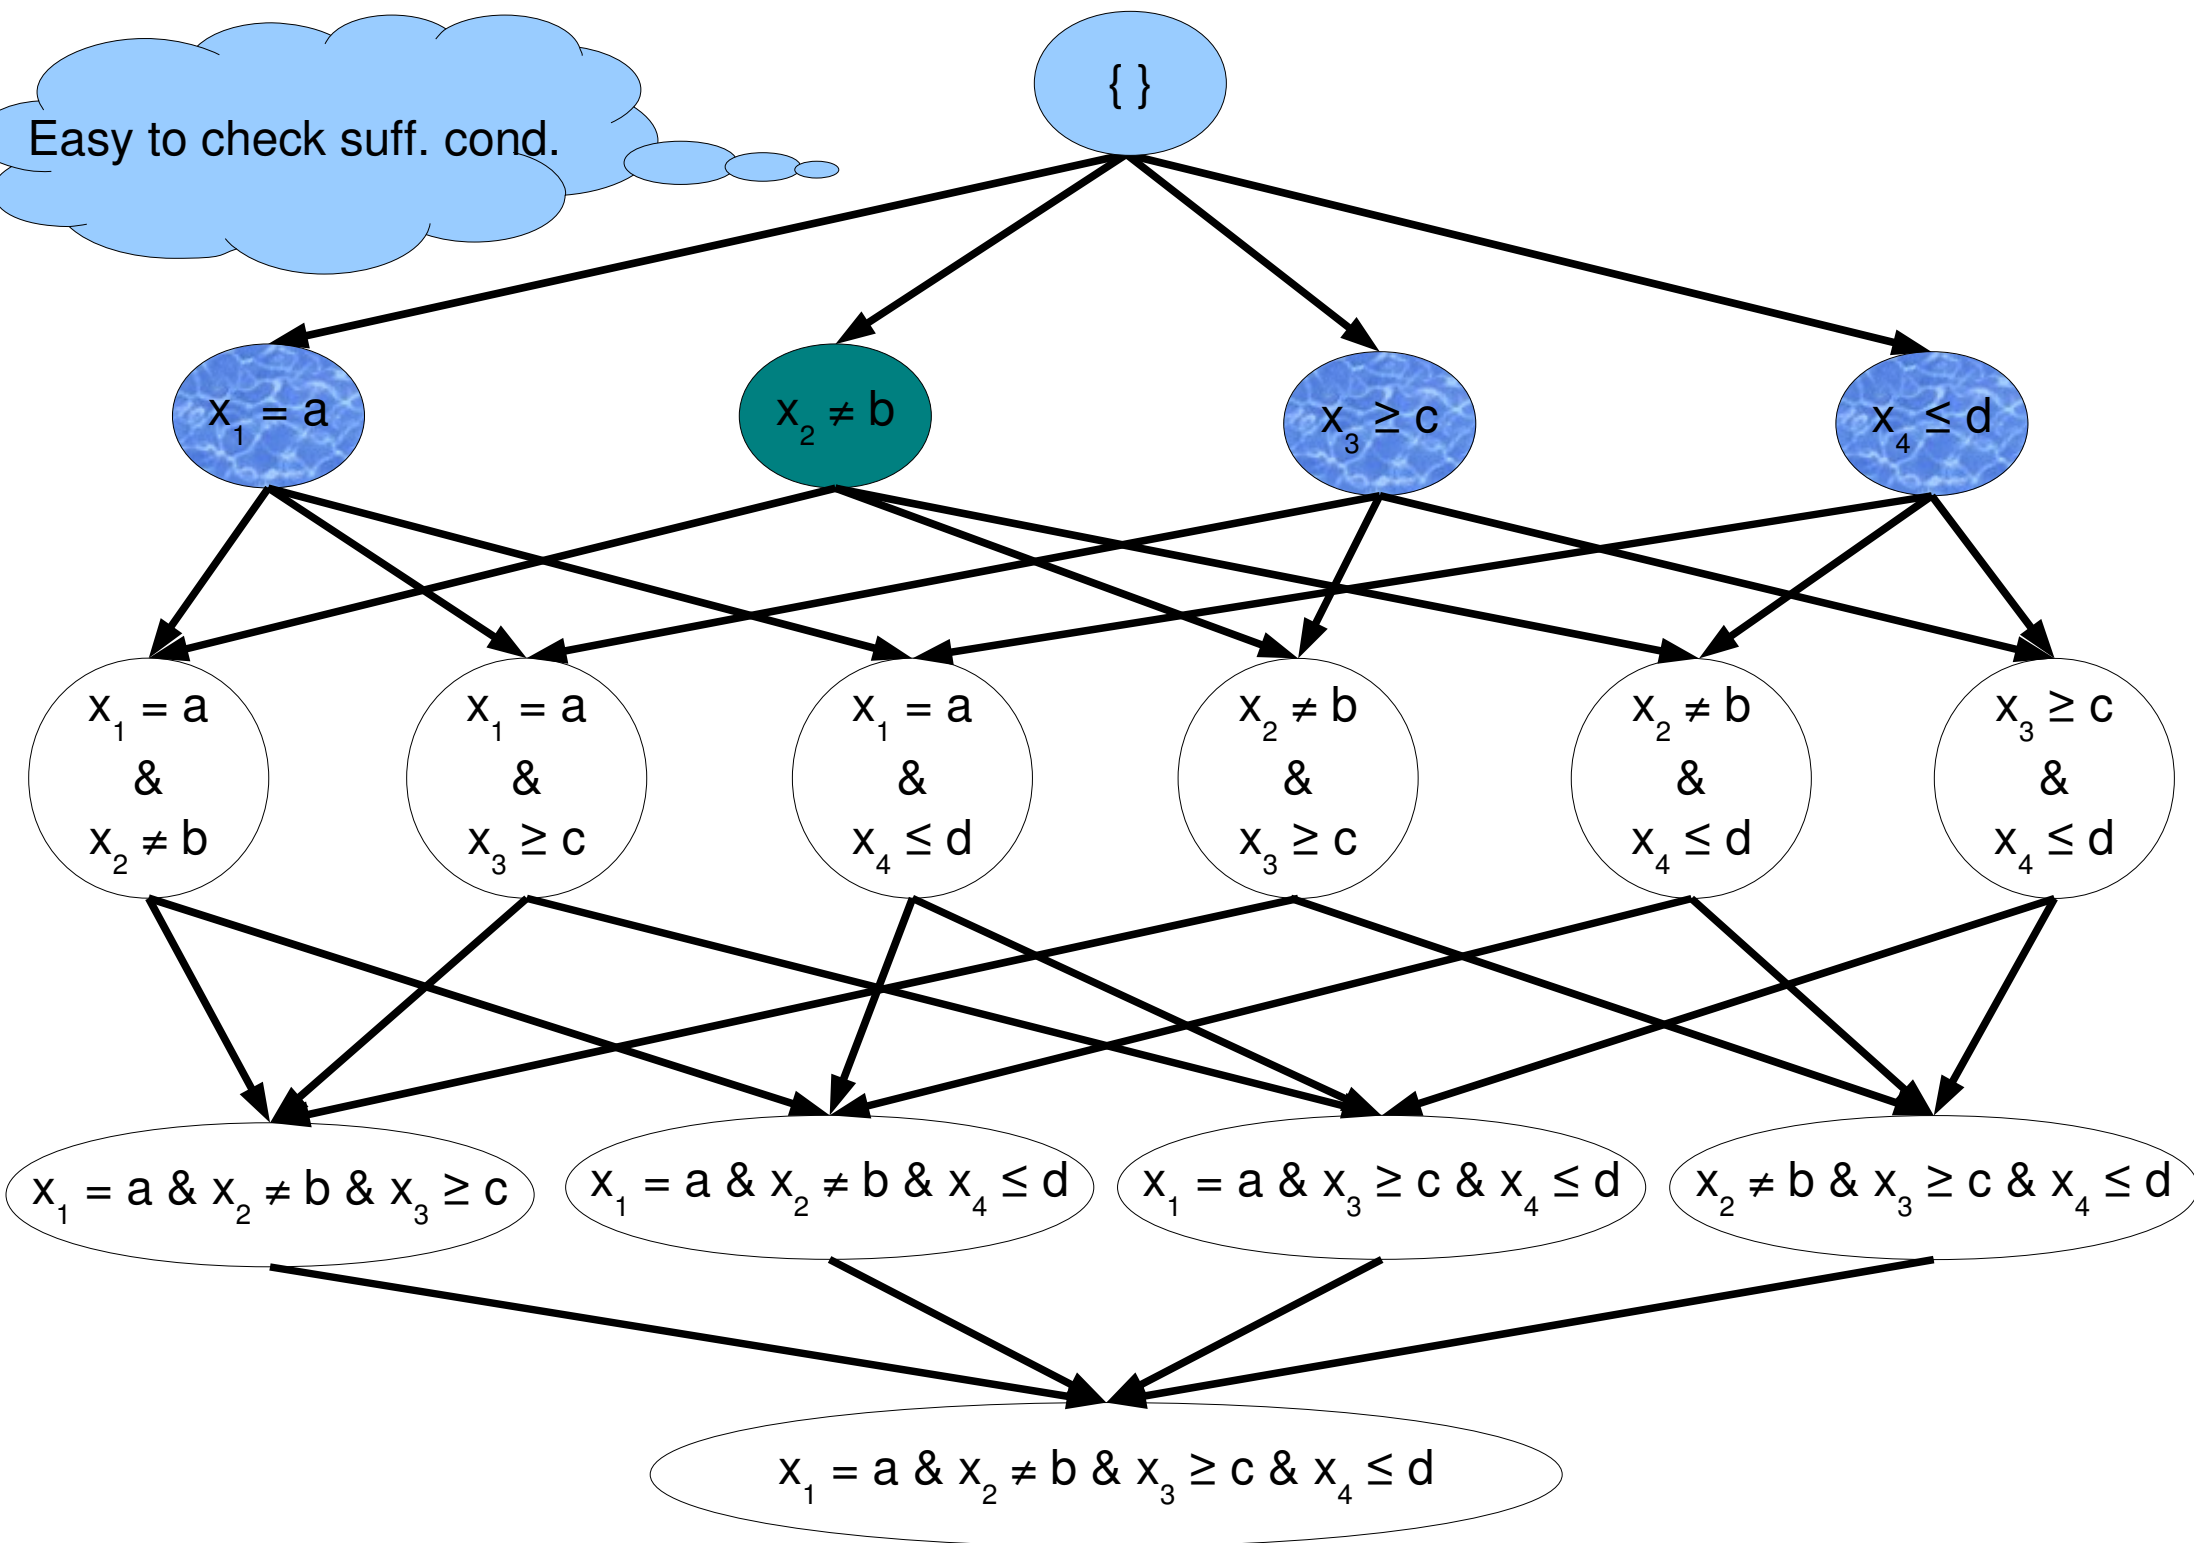 Easy to check suff. cond.
{ }
x₁ = a
x₂ ≠ b
x₃ ≥ c
x₄ ≤ d
x₁ = a
&
x₂ ≠ b
x₁ = a
&
x₃ ≥ c
x₁ = a
&
x₄ ≤ d
x₂ ≠ b
&
x₃ ≥ c
x₂ ≠ b
&
x₄ ≤ d
x₃ ≥ c
&
x₄ ≤ d
x₁ = a & x₂ ≠ b & x₃ ≥ c
x₁ = a & x₂ ≠ b & x₄ ≤ d
x₁ = a & x₃ ≥ c & x₄ ≤ d
x₂ ≠ b & x₃ ≥ c & x₄ ≤ d
x₁ = a & x₂ ≠ b & x₃ ≥ c & x₄ ≤ d